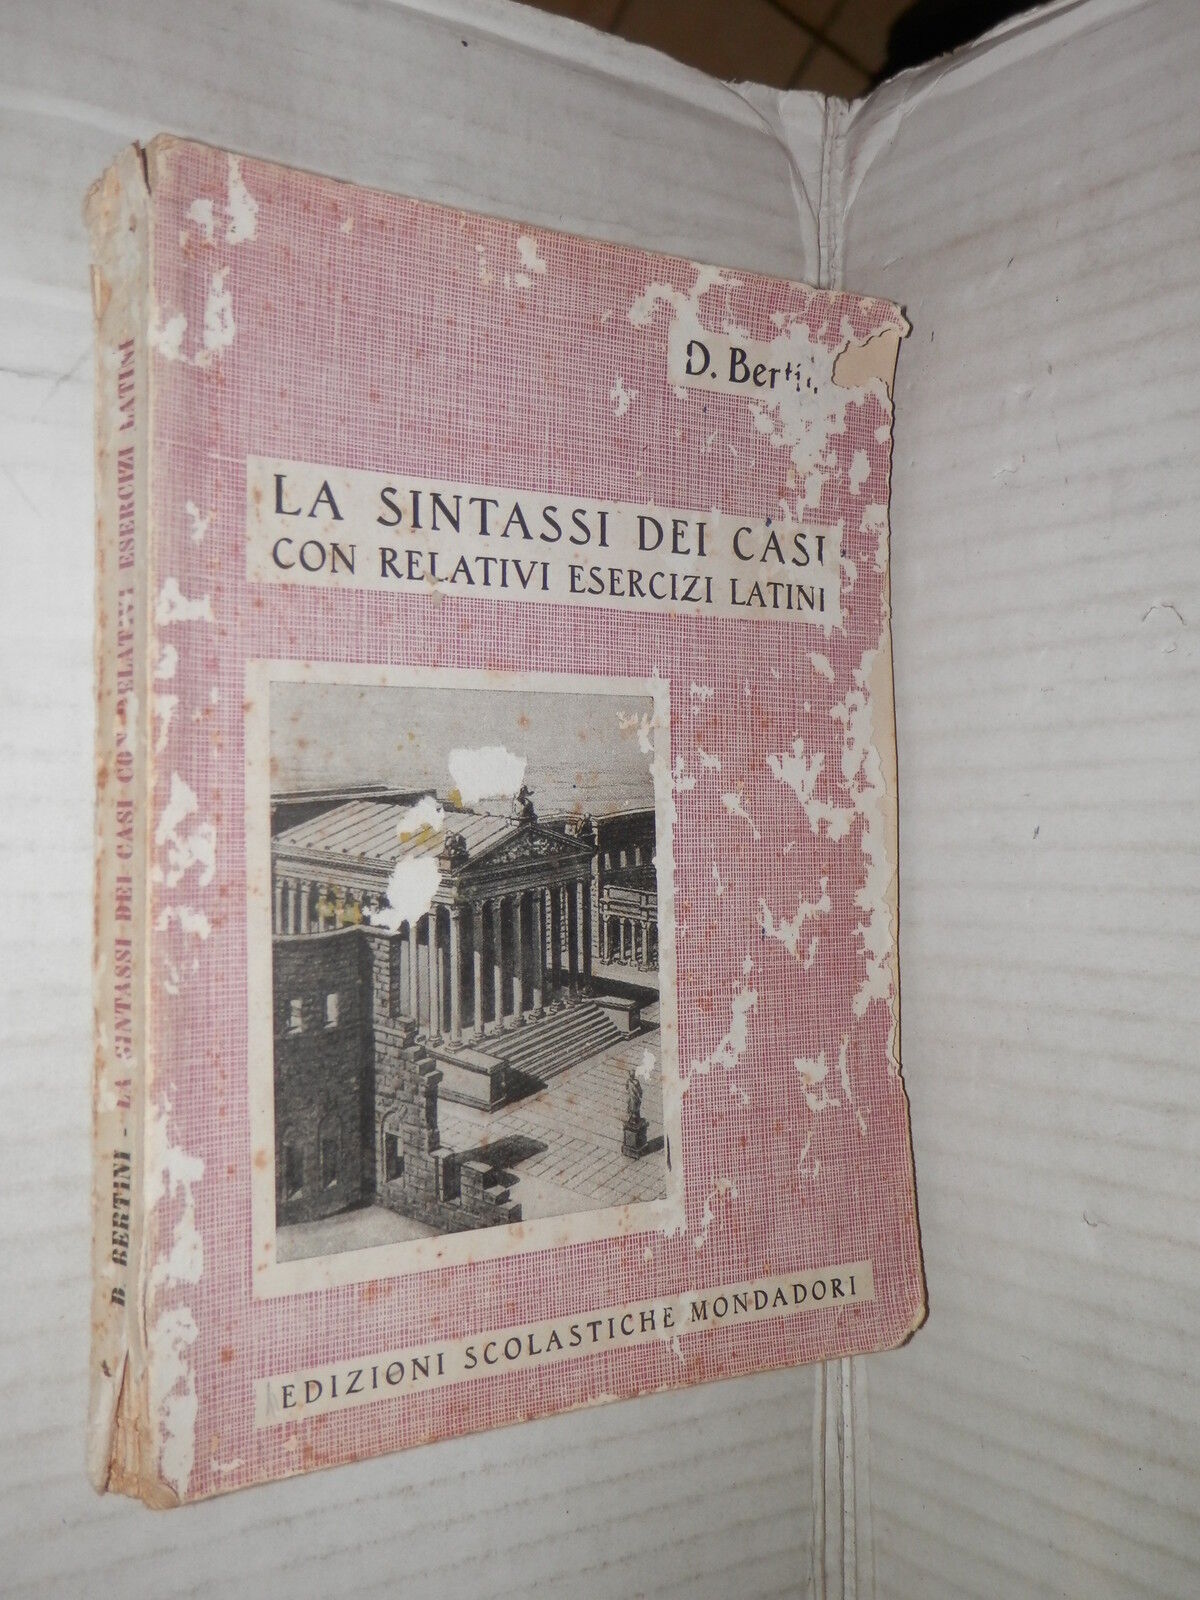 D. Berti
LA SINTASSI DEI CASI
CON RELATIVI ESERCIZI LATINI
EDIZIONI SCOLASTICHE MONDADORI
B. BERTINI - LA SINTASSI DEI CASI CON RELATIVI ESERCIZI LATINI